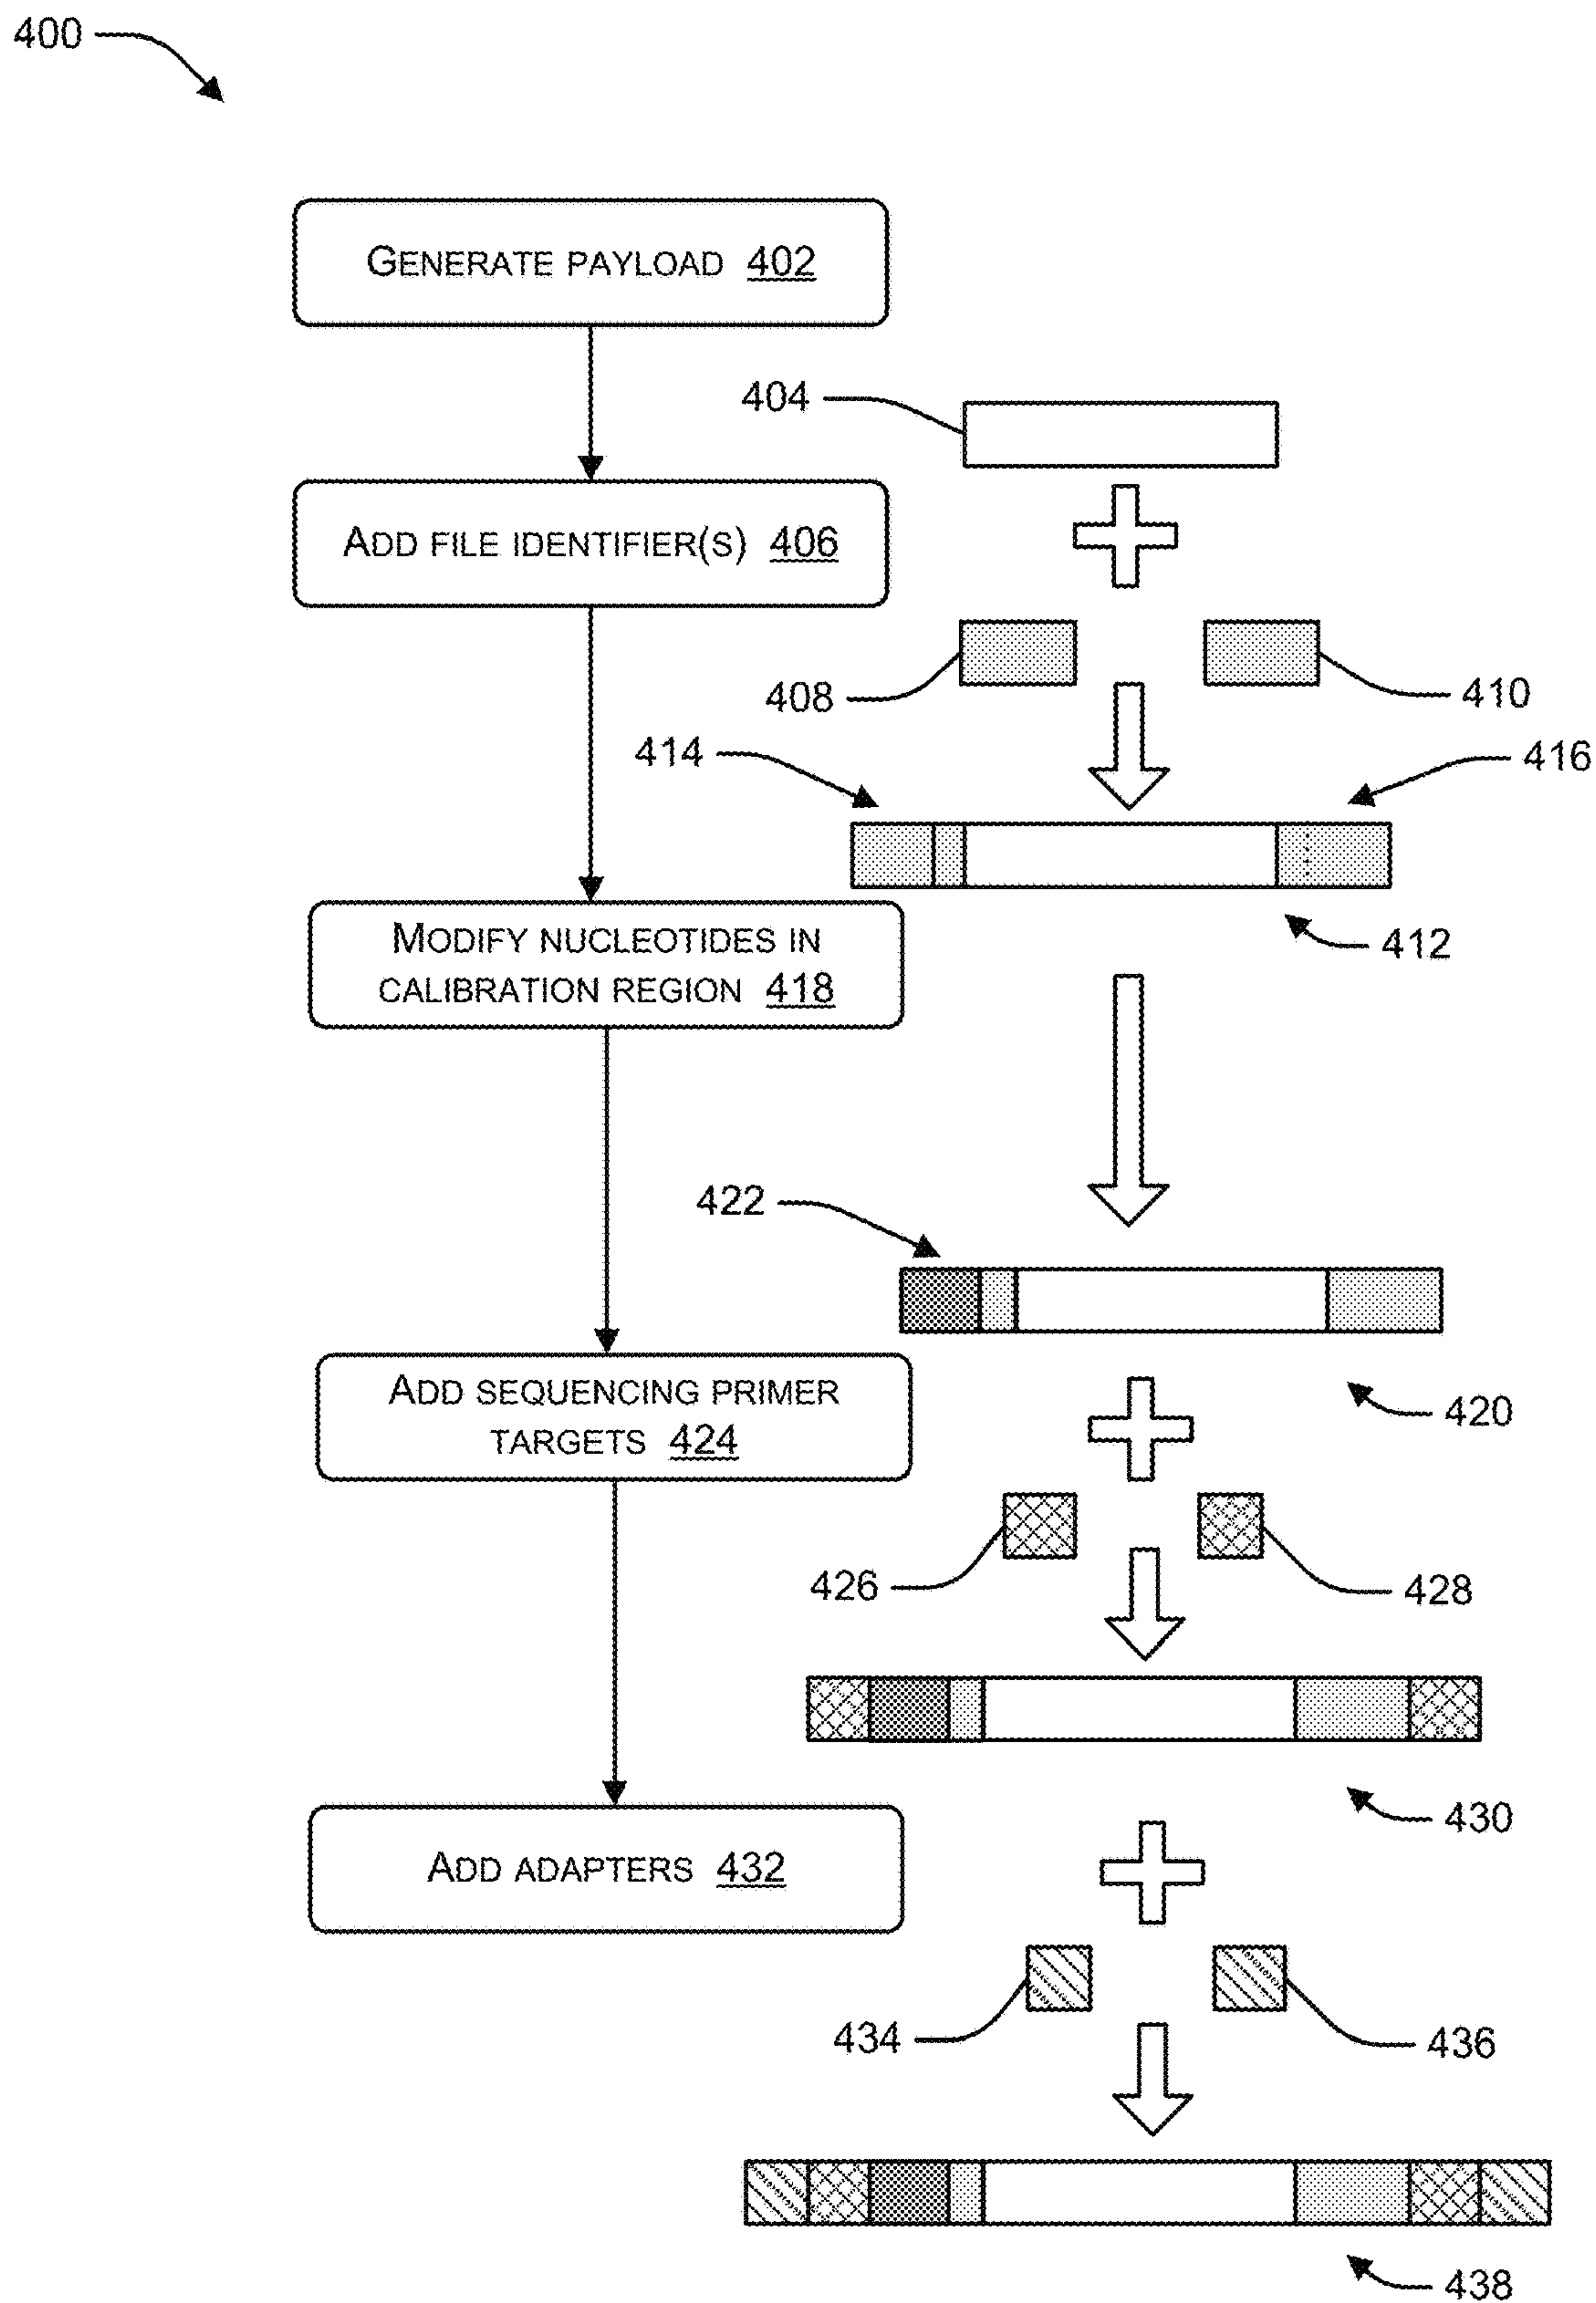 400
GENERATE PAYLOAD 402
404
ADD FILE IDENTIFIER(S) 406
408
410
414
416
MODIFY NUCLEOTIDES IN
CALIBRATION REGION 418
412
422
ADD SEQUENCING PRIMER
TARGETS 424
420
426
428
430
ADD ADAPTERS 432
434
436
438